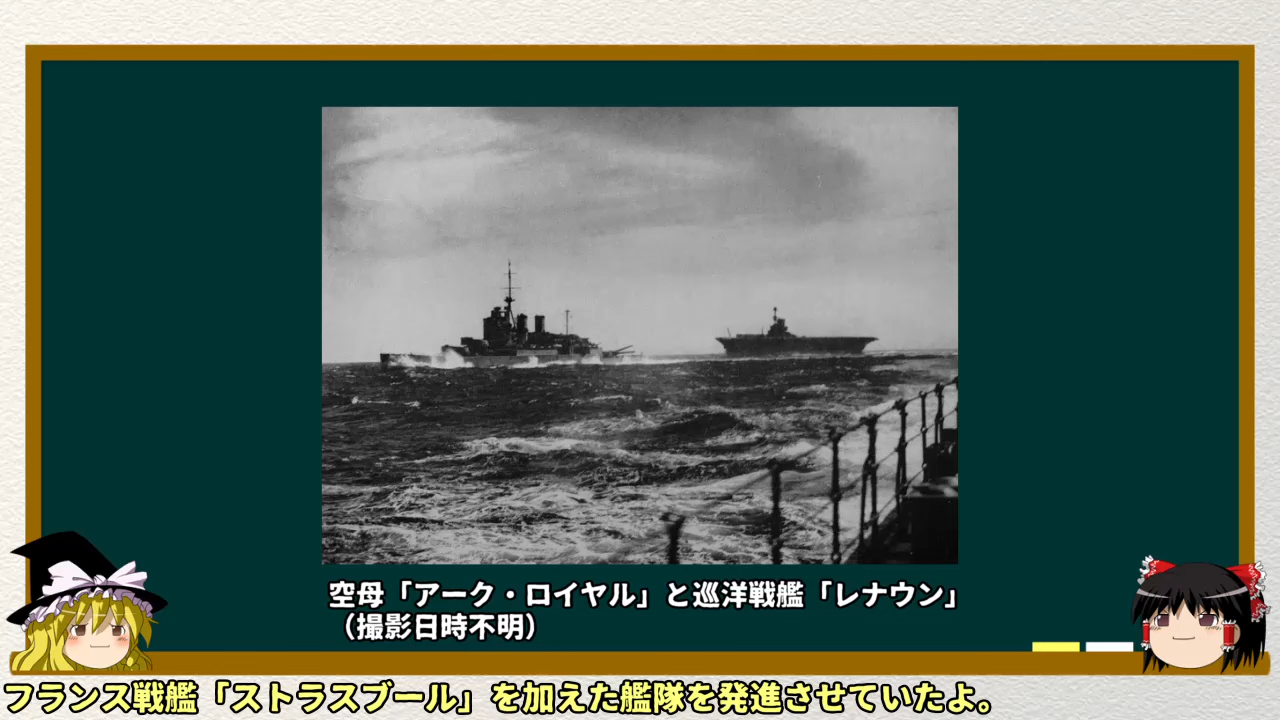 空母「アーク・ロイヤル」と巡洋戦艦「レナウン」
（撮影日時不明）
フランス戦艦「ストラスブール」を加えた艦隊を発進させていたよ。